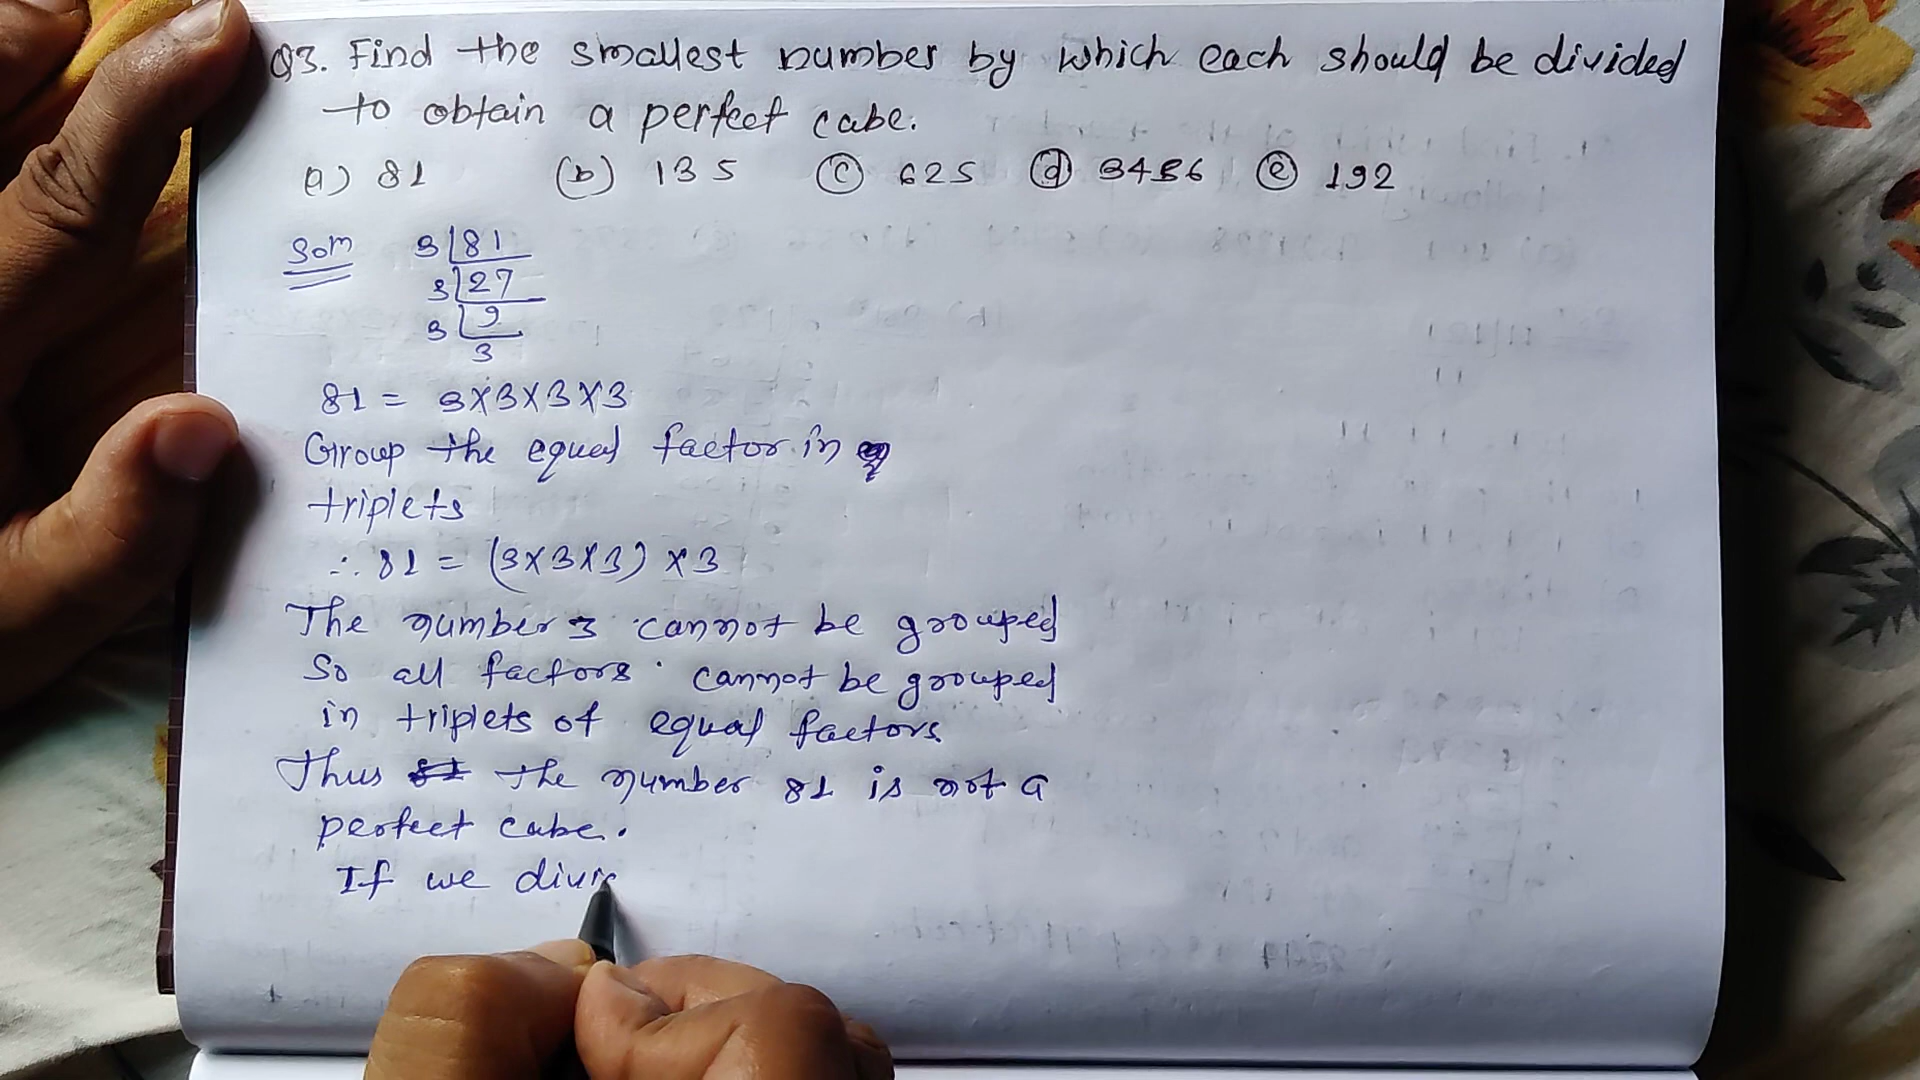 Q3. Find the smallest number by which each should be divided
to obtain a perfect cube.
(a) 81 (b) 135 (c) 625 (d) 3456 (e) 192
Soln 3 81
3 27
3 9
3
81 = 3×3×3×3
Group the equal factor in
triplets
∴ 81 = (3×3×3) × 3
The number 3 cannot be grouped
So all factors cannot be grouped
in triplets of equal factors.
Thus the number 81 is not a
perfect cube.
If we divi